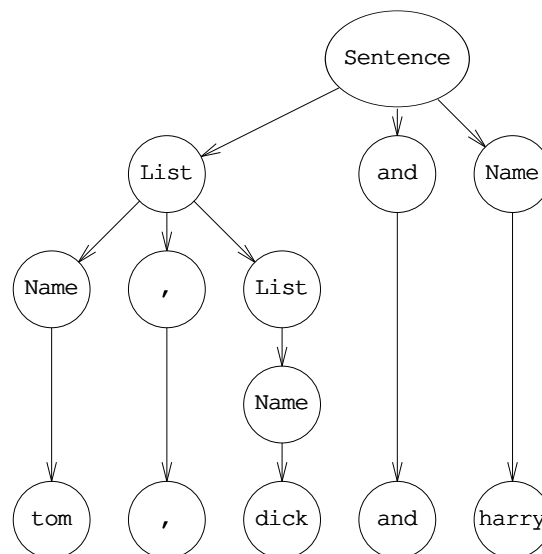 Sentence
List and Name
Name , List
Name
tom , dick and harry